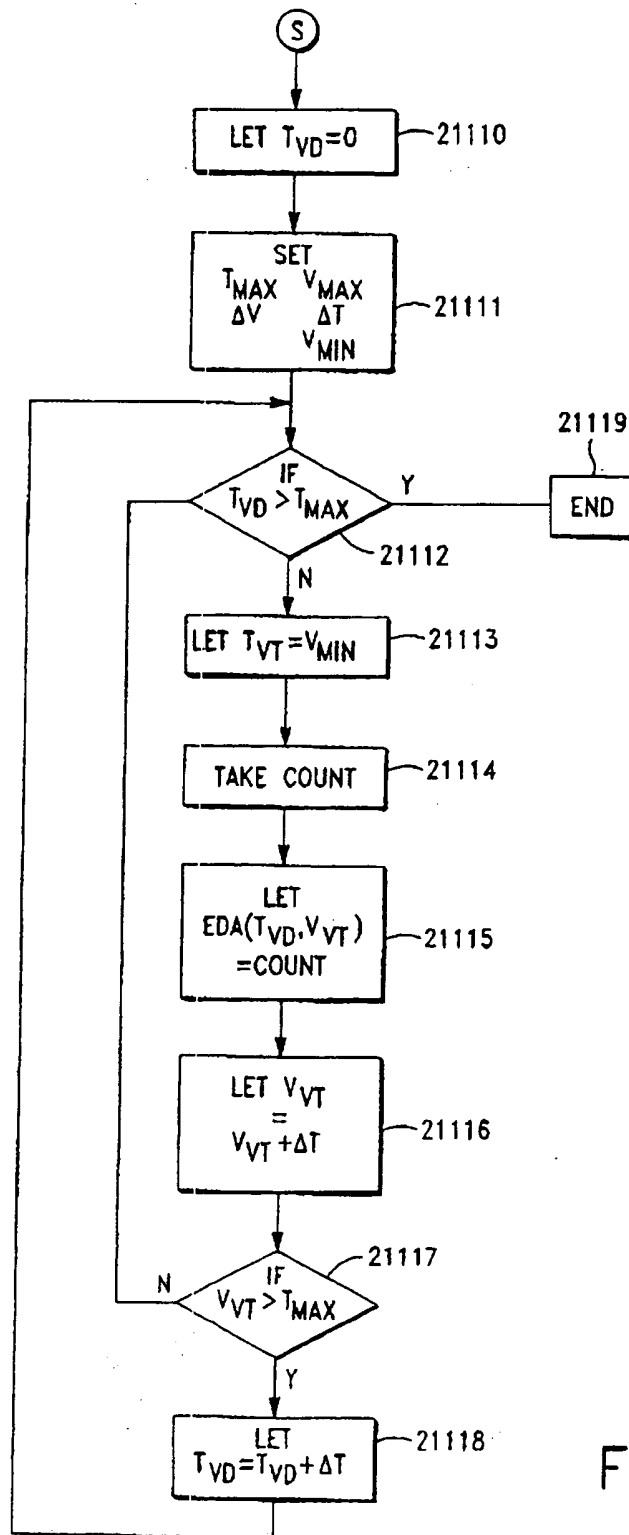 S
LET T_VD=0
21110
SET
T_MAX V_MAX
ΔV ΔT
V_MIN
21111
21119
IF
T_VD > T_MAX
Y
END
21112
N
LET T_VT=V_MIN
21113
TAKE COUNT
21114
LET
EDA(T_VD,V_VT)
=COUNT
21115
LET V_VT
=
V_VT+ΔT
21116
21117
IF
V_VT > T_MAX
N
Y
LET
T_VD=T_VD+ΔT
21118
F